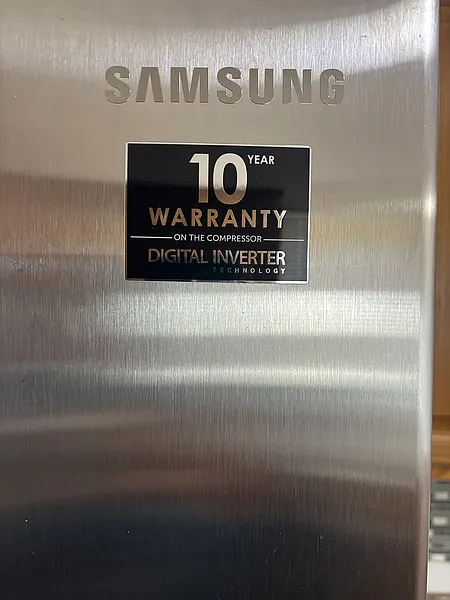 SAMSUNG
10 YEAR
WARRANTY
ON THE COMPRESSOR
DIGITAL INVERTER
TECHNOLOGY